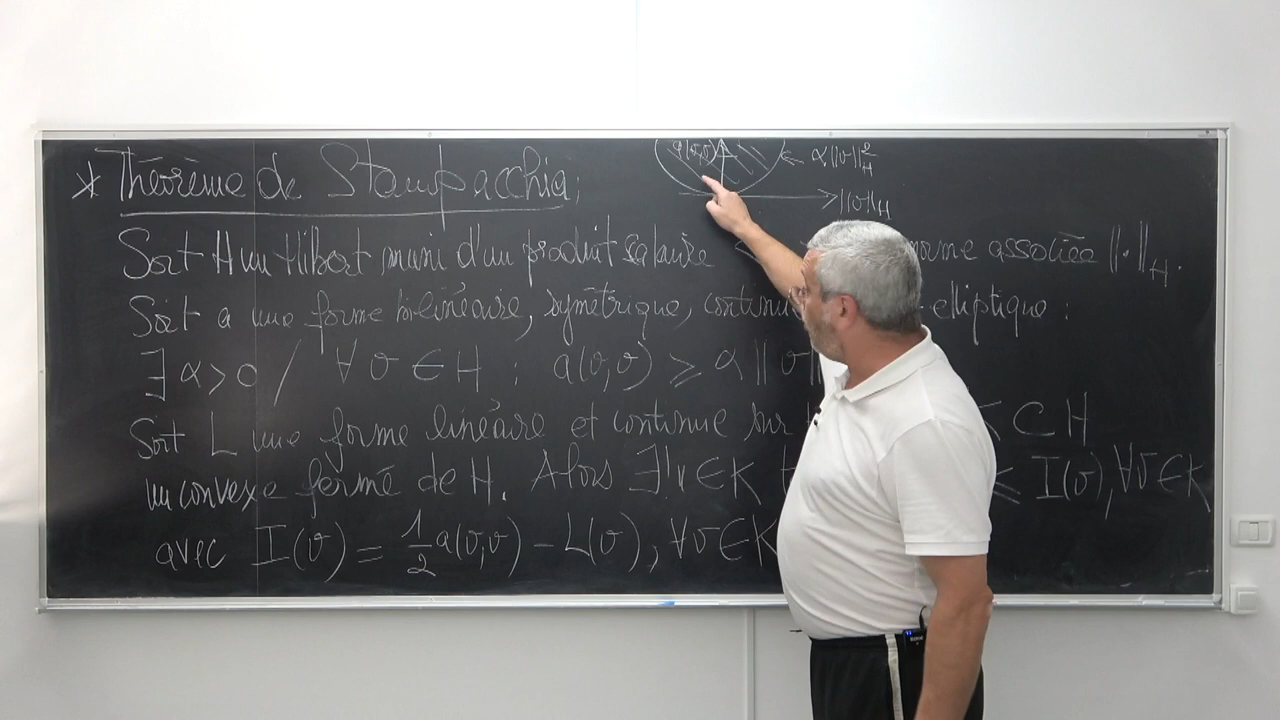 * Théorème de Stampacchia;
a(v,v) ⇐ α||v||²_H
||v||_H
Soit H un Hilbert muni d'un produit scalaire < norme associée ||·||_H.
Soit a une forme bilinéaire, symétrique, continu elliptique :
∃ α>0 / ∀ v ∈ H : a(v,v) ≥ α || v ||
Soit L une forme linéaire et continue sur K ⊂ H
un convexe fermé de H. Alors ∃! u ∈ K ≤ I(v), ∀v ∈ K
avec I(v) = 1/2 a(v,v) - L(v), ∀v ∈ K